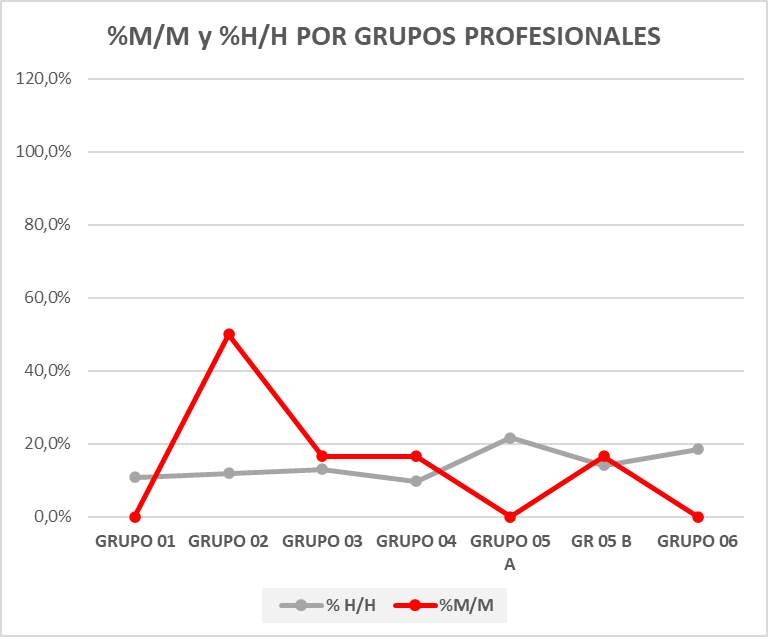 %M/M y %H/H POR GRUPOS PROFESIONALES
120,0%
100,0%
80,0%
60,0%
40,0%
20,0%
0,0%
GRUPO 01 GRUPO 02 GRUPO 03 GRUPO 04 GRUPO 05 GR 05 B GRUPO 06
A
% H/H %M/M